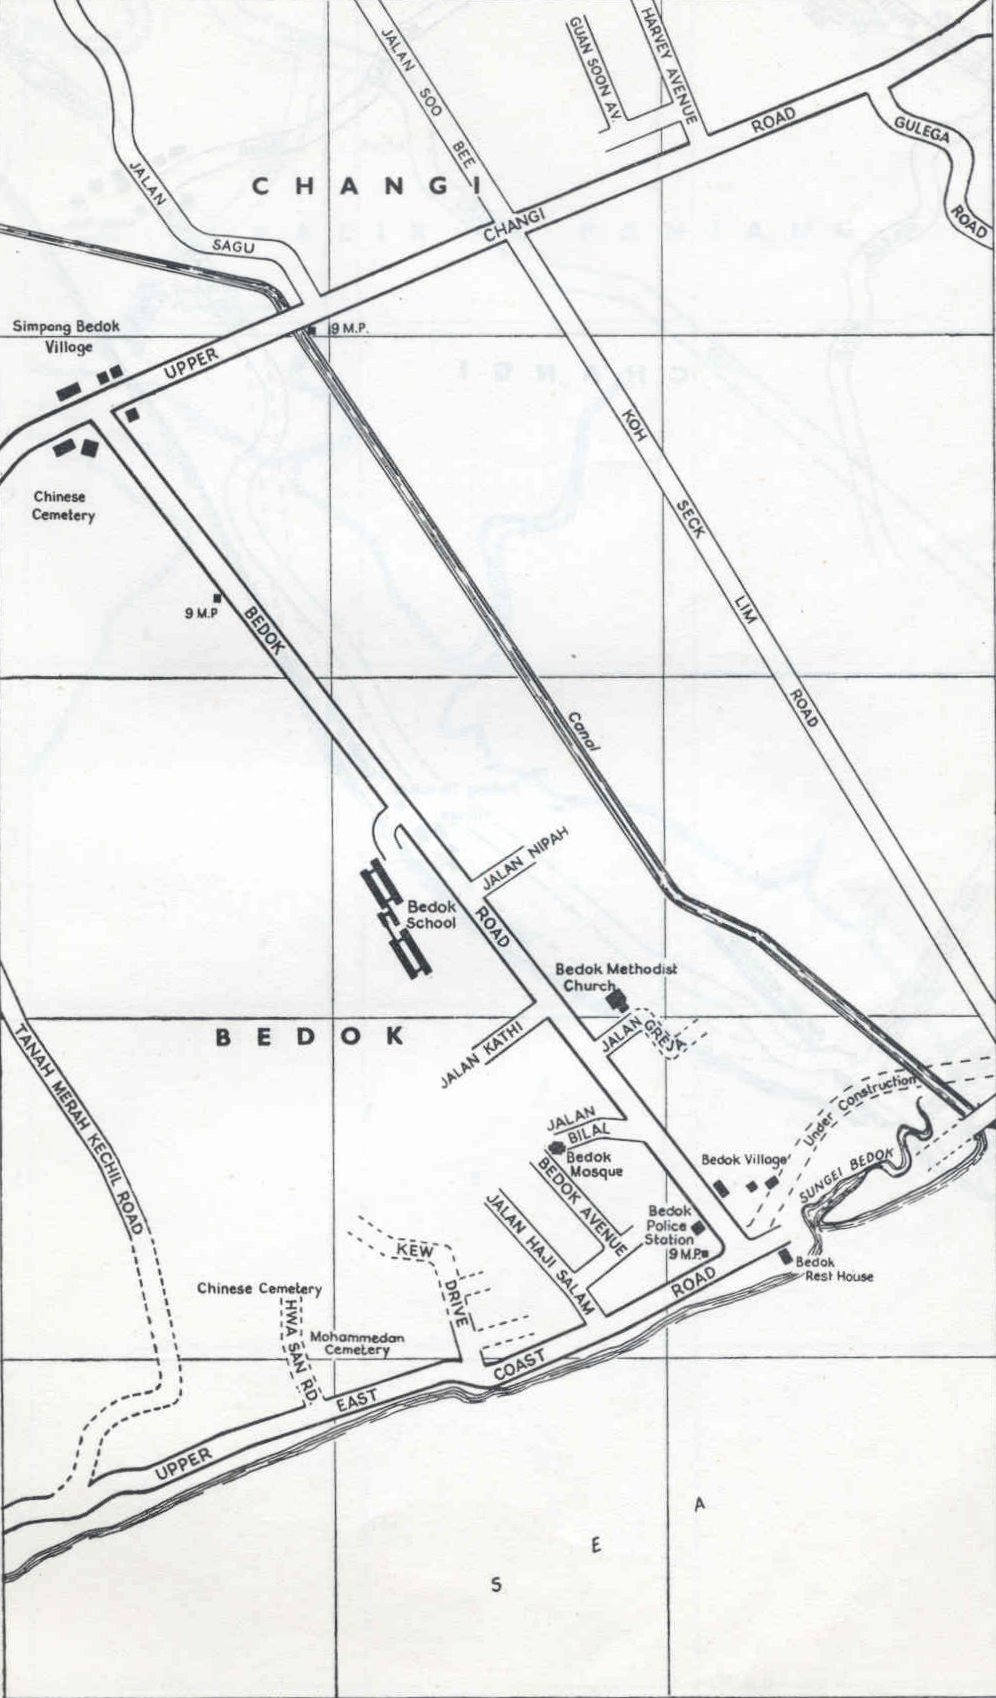 JALAN SOO BEE
GUAN SOON AV.
HARVEY AVENUE
ROAD
GULEGA
ROAD
JALAN
SAGU
CHANGI
CHANGI
Simpang Bedok
Village
UPPER
9 M.P.
KOH
SECK
LIM
ROAD
Chinese
Cemetery
9 M.P
BEDOK
Canal
JALAN NIPAH
Bedok
School
ROAD
Bedok Methodist
Church
BEDOK
JALAN KATHI
JALAN GREJA
TANAH MERAH KECHIL ROAD
Under Construction
JALAN
BILAL
Bedok
Mosque
Bedok Village
SUNGEI BEDOK
BEDOK AVENUE
JALAN HAJI SALAM
Bedok
Police
Station
9 M.P.
KEW
DRIVE
ROAD
Bedok
Rest House
Chinese Cemetery
HWA SAN RD.
Mohammedan
Cemetery
COAST
EAST
UPPER
A
E
S